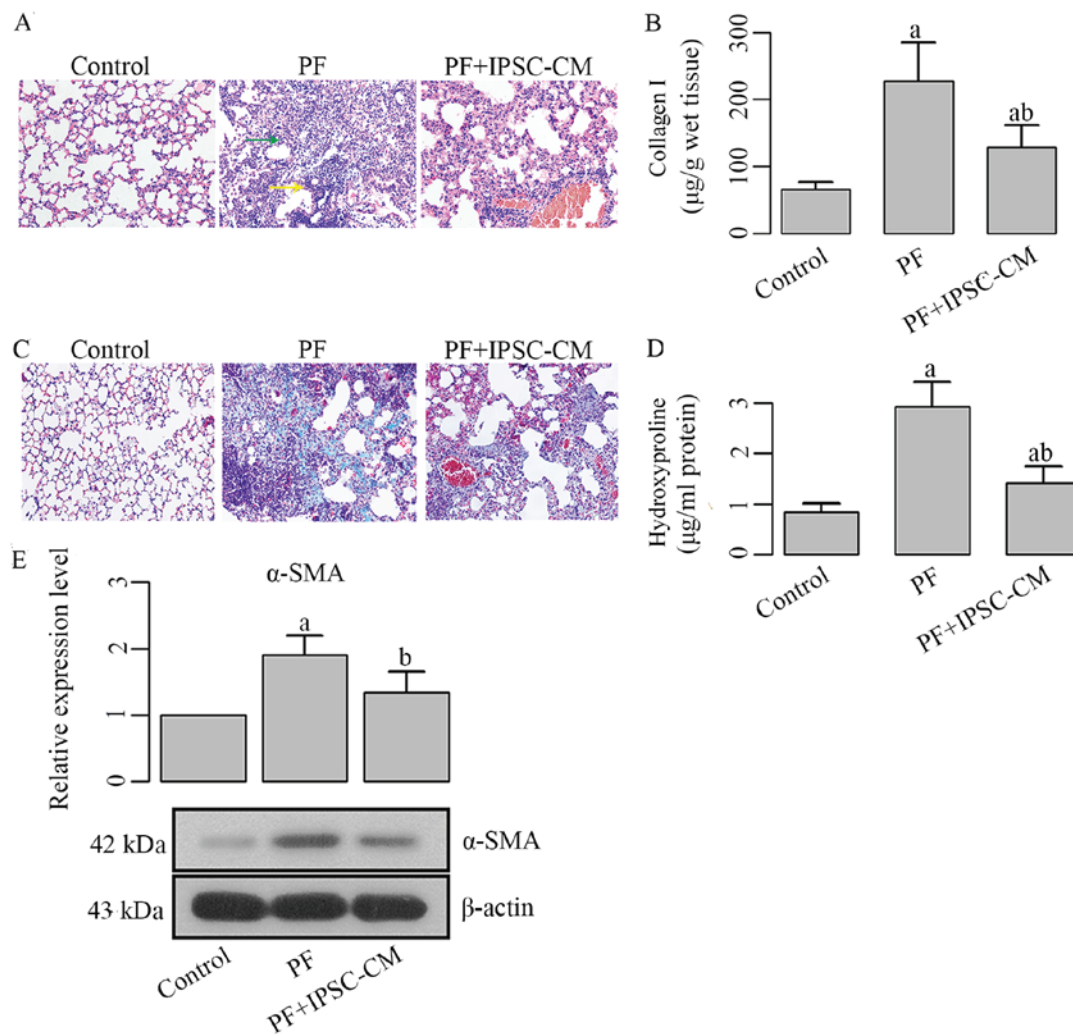 A
Control PF PF+IPSC-CM
B
Collagen I
(µg/g wet tissue)
300
200
100
0
a
ab
Control PF PF+IPSC-CM
C
Control PF PF+IPSC-CM
D
Hydroxyproline
(µg/ml protein)
3
2
1
0
a
ab
Control PF PF+IPSC-CM
E
α-SMA
Relative expression level
3
2
1
0
a
b
42 kDa α-SMA
43 kDa β-actin
Control PF PF+IPSC-CM